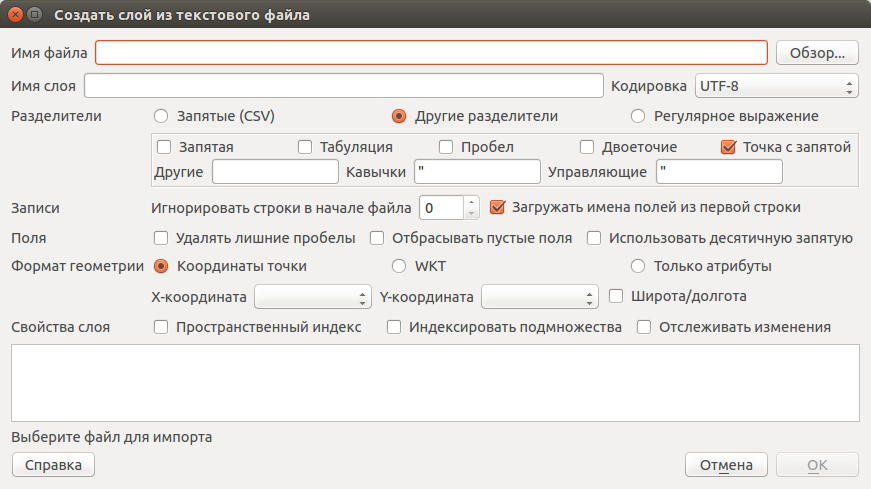 Создать слой из текстового файла
Имя файла Обзор...
Имя слоя Кодировка UTF-8
Разделители Запятые (CSV) Другие разделители Регулярное выражение
Запятая Табуляция Пробел Двоеточие Точка с запятой
Другие Кавычки " Управляющие "
Записи Игнорировать строки в начале файла 0 Загружать имена полей из первой строки
Поля Удалять лишние пробелы Отбрасывать пустые поля Использовать десятичную запятую
Формат геометрии Координаты точки WKT Только атрибуты
X-координата Y-координата Широта/долгота
Свойства слоя Пространственный индекс Индексировать подмножества Отслеживать изменения
Выберите файл для импорта
Справка Отмена OK